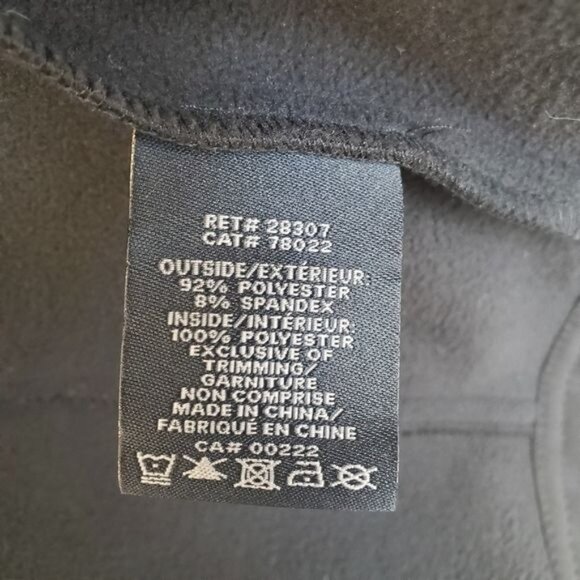 RET# 28307
CAT# 78022
OUTSIDE/EXTÉRIEUR:
92% POLYESTER
8% SPANDEX
INSIDE/INTÉRIEUR:
100% POLYESTER
EXCLUSIVE OF
TRIMMING/
GARNITURE
NON COMPRISE
MADE IN CHINA/
FABRIQUÉ EN CHINE
CA# 00222